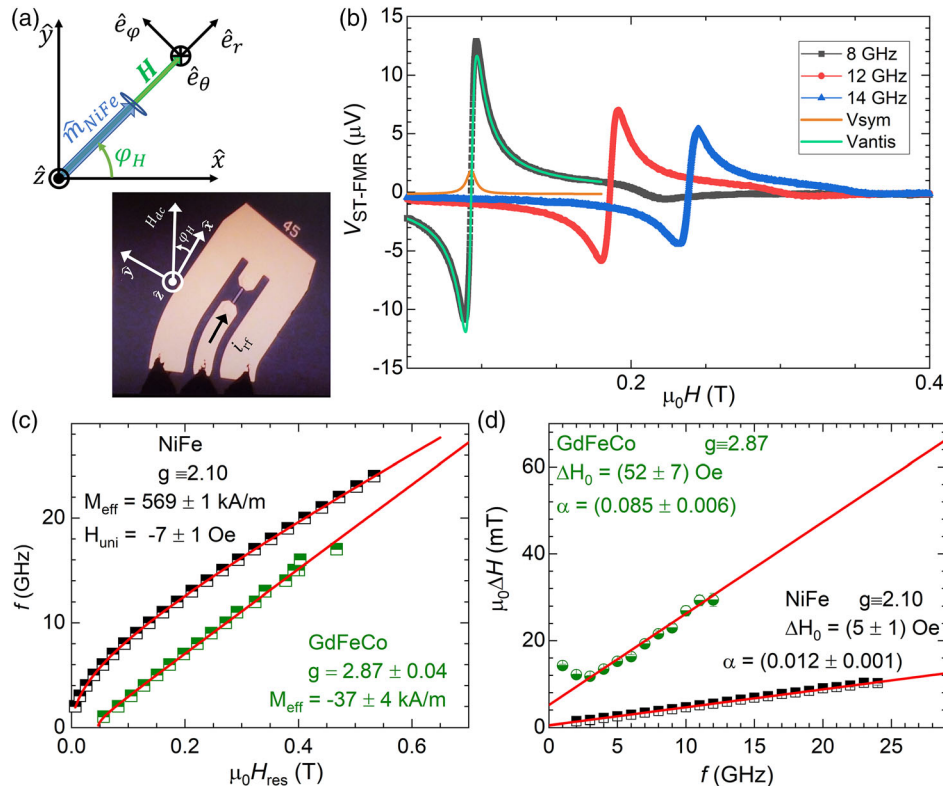 (a)
ŷ
ê_φ
ê_r
H
ê_θ
m̂_NiFe
φ_H
ẑ
x̂
H_dc
φ_H
x̂
ŷ
ẑ
45
i_rf
(b)
V_ST-FMR (μV)
15
10
5
0
-5
-10
-15
8 GHz
12 GHz
14 GHz
Vsym
Vantis
0.2
0.4
μ₀H (T)
(c)
f (GHz)
20
10
0
NiFe
g ≡2.10
M_eff = 569 ± 1 kA/m
H_uni = -7 ± 1 Oe
GdFeCo
g = 2.87 ± 0.04
M_eff = -37 ± 4 kA/m
0.0
0.2
0.4
0.6
μ₀H_res (T)
(d)
μ₀ΔH (mT)
60
40
20
0
GdFeCo g=2.87
ΔH₀ = (52 ± 7) Oe
α = (0.085 ± 0.006)
NiFe g≡2.10
ΔH₀ = (5 ± 1) Oe
α = (0.012 ± 0.001)
0 5 10 15 20 25
f (GHz)